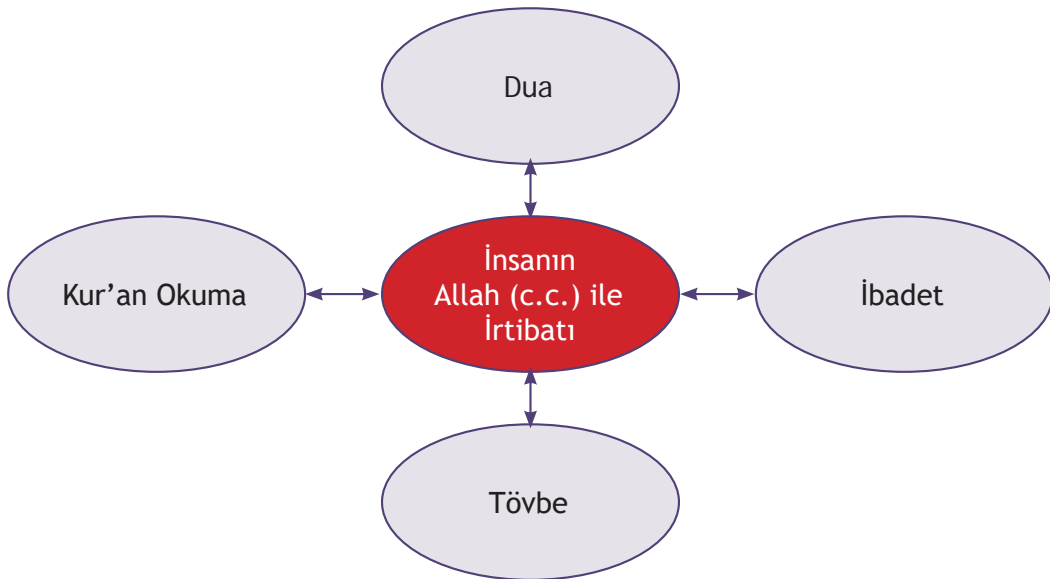 Dua
Kur’an Okuma
İnsanın
Allah (c.c.) ile
İrtibatı
İbadet
Tövbe